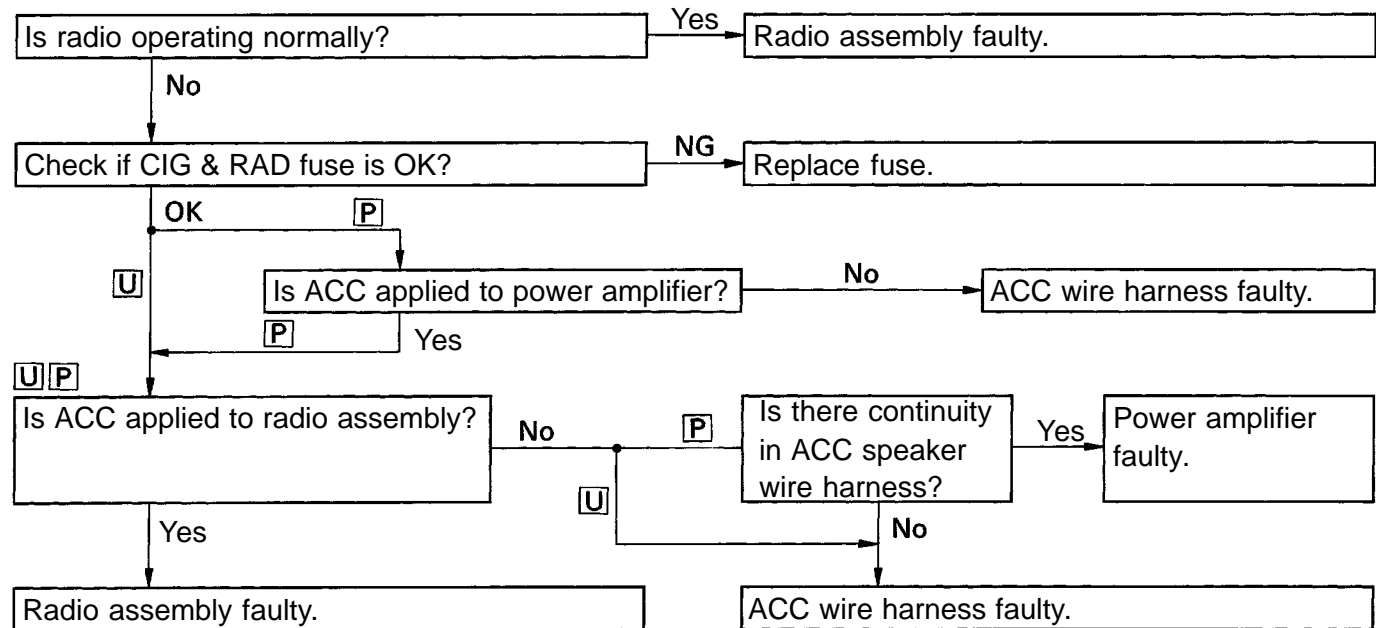 Is radio operating normally?
Yes
Radio assembly faulty.
No
Check if CIG & RAD fuse is OK?
NG
Replace fuse.
OK
P
U
Is ACC applied to power amplifier?
No
ACC wire harness faulty.
P
Yes
U P
Is ACC applied to radio assembly?
No
P
U
Is there continuity
in ACC speaker
wire harness?
Yes
Power amplifier
faulty.
Yes
No
Radio assembly faulty.
ACC wire harness faulty.